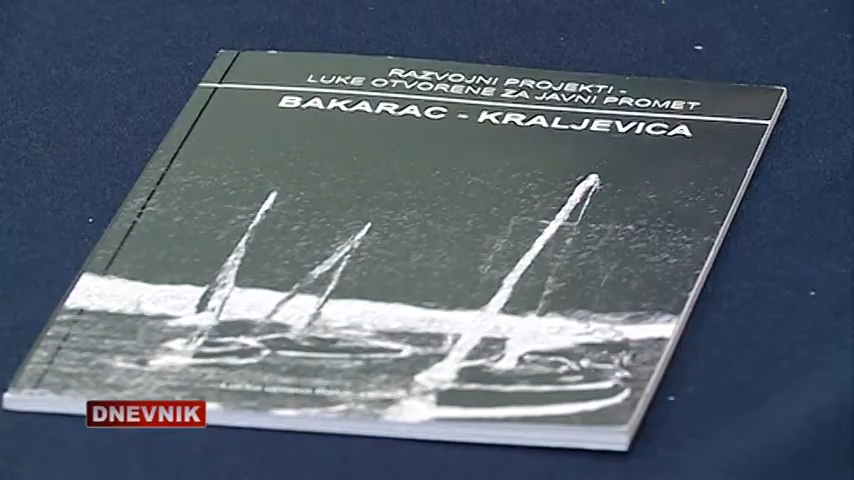 RAZVOJNI PROJEKTI -
LUKE OTVORENE ZA JAVNI PROMET
BAKARAC - KRALJEVICA
DNEVNIK